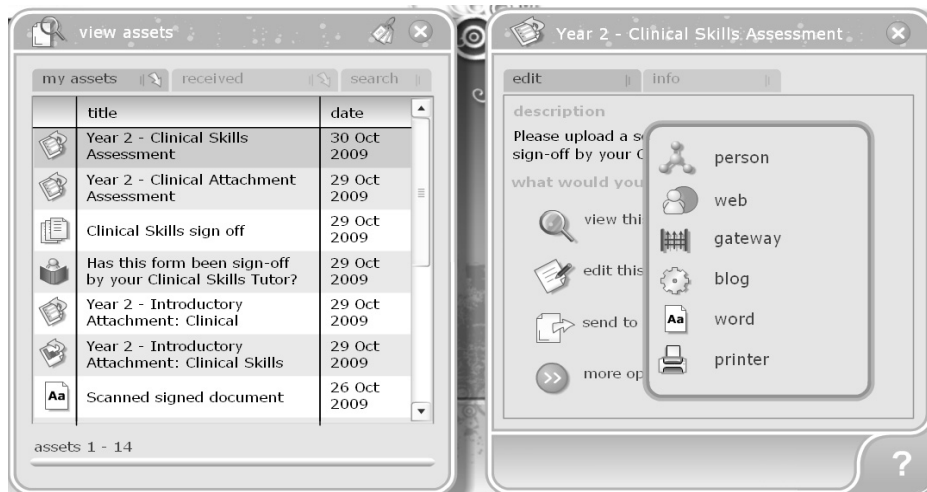 view assets
my assets
received
search
title
date
Year 2 - Clinical Skills
Assessment
30 Oct
2009
Year 2 - Clinical Attachment
Assessment
29 Oct
2009
Clinical Skills sign off
29 Oct
2009
Has this form been sign-off
by your Clinical Skills Tutor?
29 Oct
2009
Year 2 - Introductory
Attachment: Clinical
29 Oct
2009
Year 2 - Introductory
Attachment: Clinical Skills
29 Oct
2009
Aa
Scanned signed document
26 Oct
2009
assets 1 - 14
Year 2 - Clinical Skills Assessment
edit
info
description
Please upload a
sign-off by your
what would you
view
edit this
send to
more
person
web
gateway
blog
Aa
word
printer
?